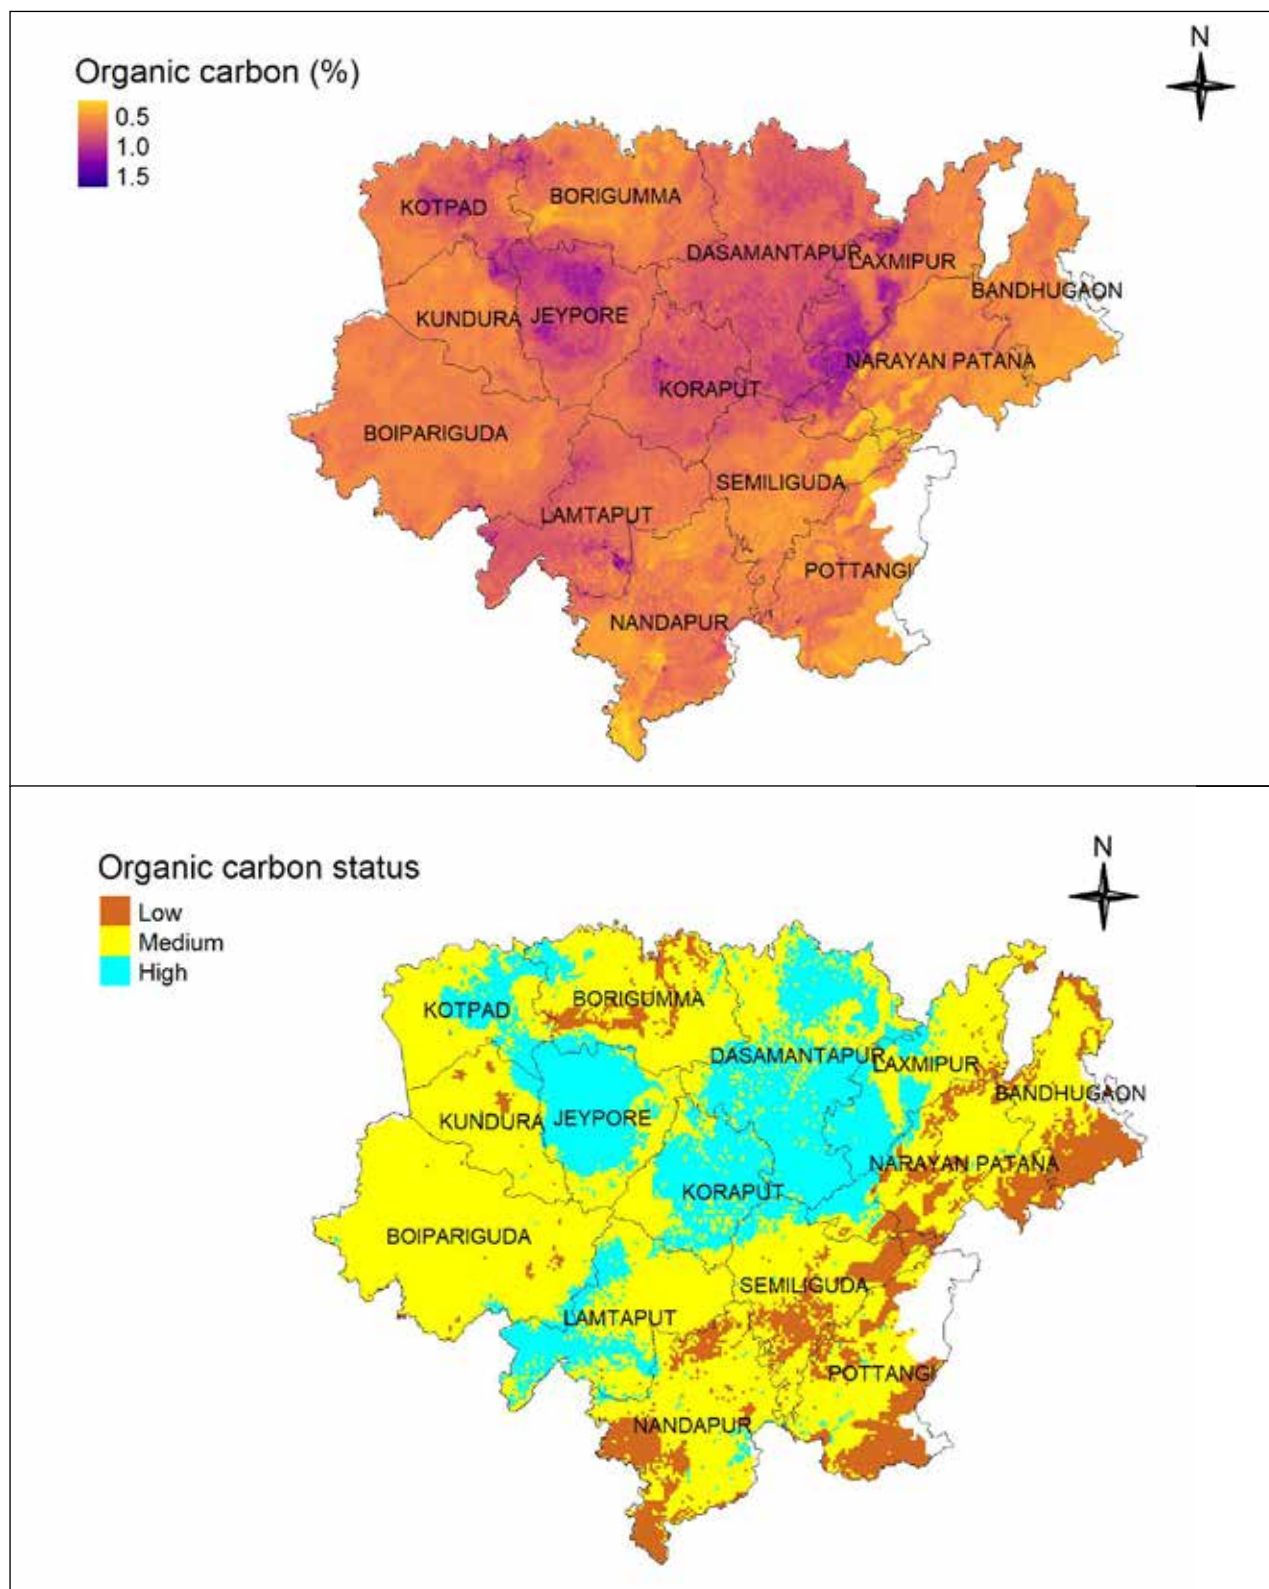 N
Organic carbon (%)
0.5
1.0
1.5
BORIGUMMA
KOTPAD
DASAMANTAPUR
LAXMIPUR
BANDHUGAON
KUNDURA
JEYPORE
NARAYAN PATANA
KORAPUT
BOIPARIGUDA
SEMILIGUDA
LAMTAPUT
POTTANGI
NANDAPUR
N
Organic carbon status
Low
Medium
High
BORIGUMMA
KOTPAD
DASAMANTAPUR
LAXMIPUR
BANDHUGAON
KUNDURA
JEYPORE
NARAYAN PATANA
KORAPUT
BOIPARIGUDA
SEMILIGUDA
LAMTAPUT
POTTANGI
NANDAPUR